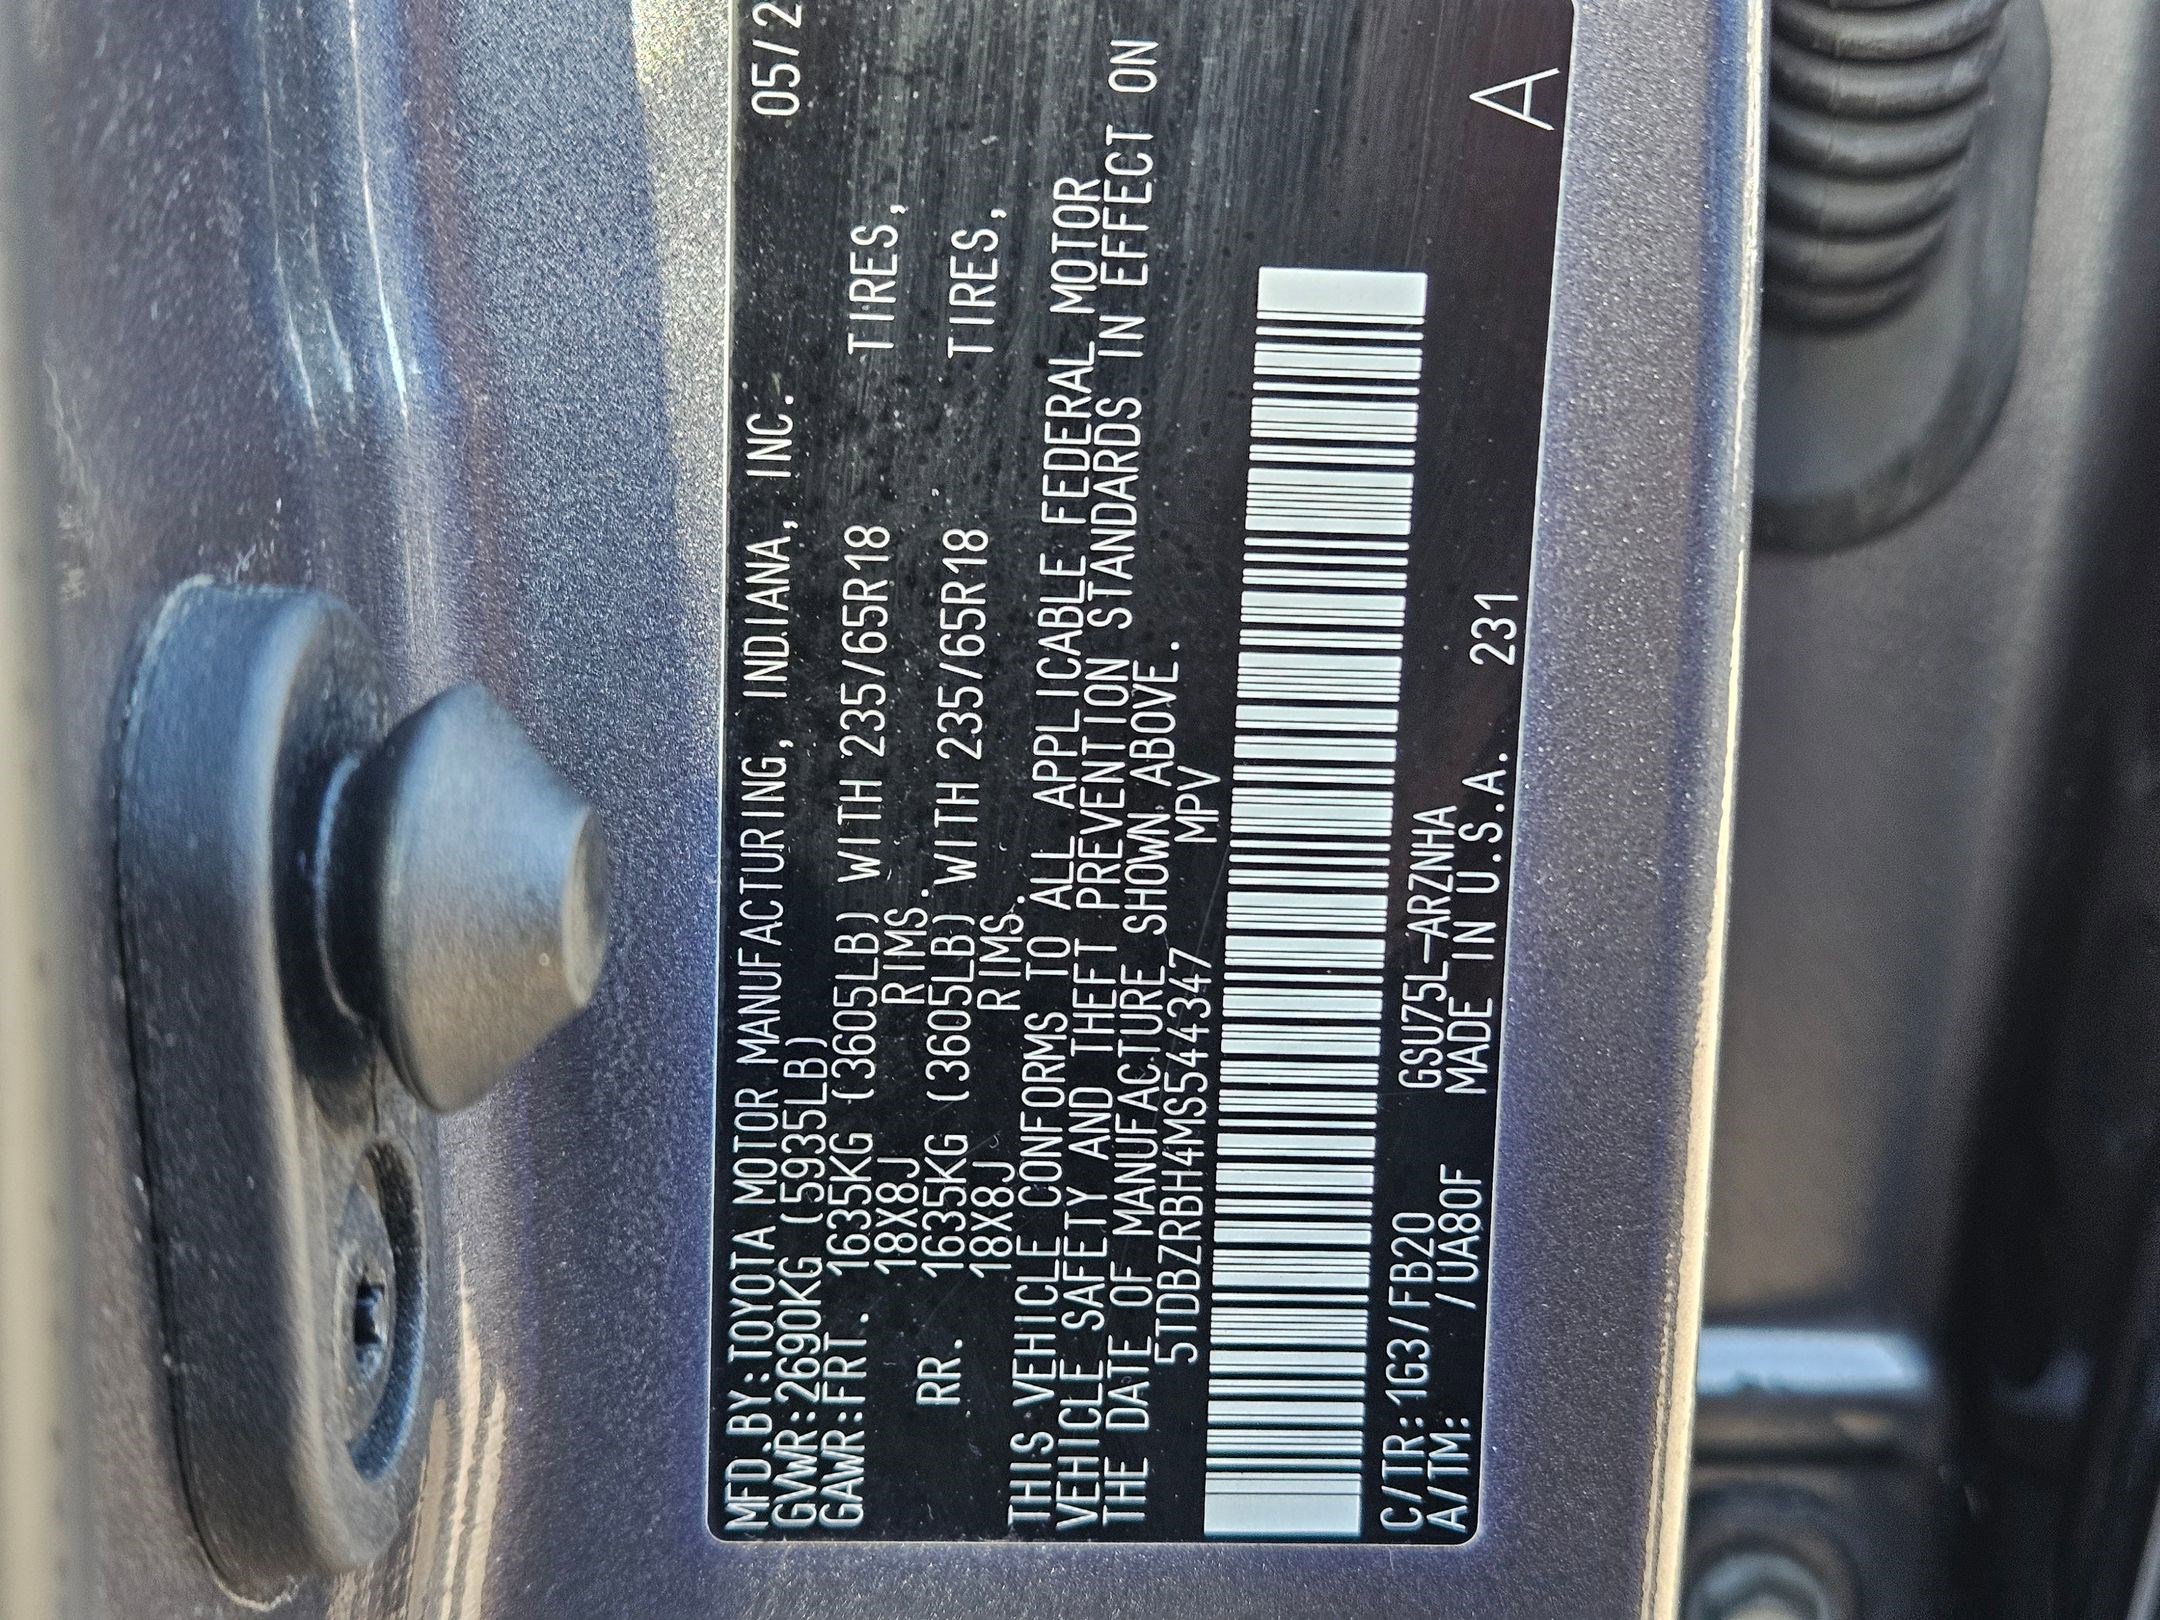 MFD.BY:TOYOTA MOTOR MANUFACTURING, INDIANA, INC. 05/2
GVWR:2690KG (5935LB)
GAWR:FRT. 1635KG (3605LB) WITH 235/65R18 TIRES,
18X8J RIMS.
RR. 1635KG (3605LB) WITH 235/65R18 TIRES,
18X8J RIMS.
THIS VEHICLE CONFORMS TO ALL APPLICABLE FEDERAL MOTOR
VEHICLE SAFETY AND THEFT PREVENTION STANDARDS IN EFFECT ON
THE DATE OF MANUFACTURE SHOWN ABOVE.
5TDBZRBH4MS544347 MPV
C/TR:1G3/FB20 GSU75L-ARZNHA
A/TM: /UA80F MADE IN U.S.A. 231 A